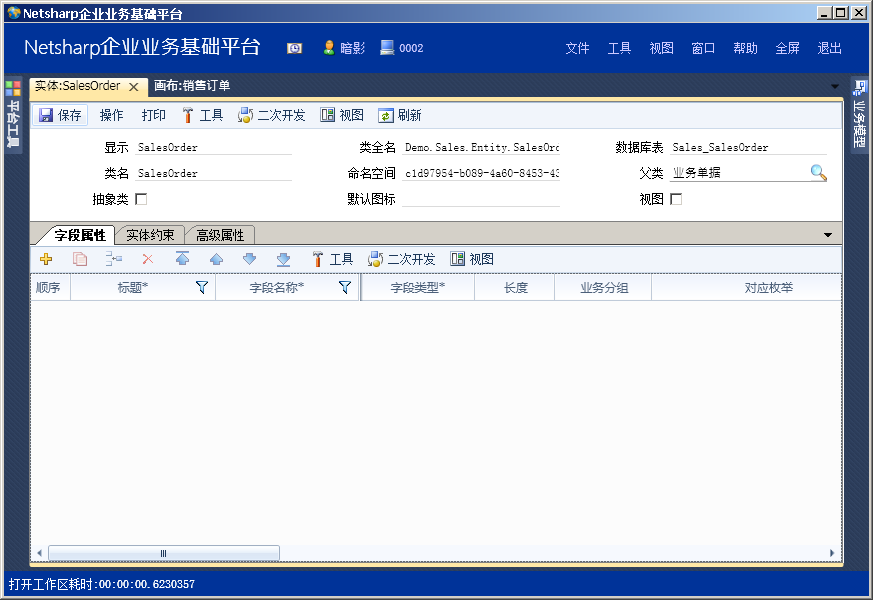 Netsharp企业业务基础平台
Netsharp企业业务基础平台 暗影 0002 文件 工具 视图 窗口 帮助 全屏 退出
实体:SalesOrder 画布:销售订单
平台工具
业务模型
保存 操作 打印 工具 二次开发 视图 刷新
显示 SalesOrder 类全名 Demo.Sales.Entity.SalesOrd 数据库表 Sales_SalesOrder
类名 SalesOrder 命名空间 c1d97954-b089-4a60-8453-43 父类 业务单据
抽象类 默认图标 视图
字段属性 实体约束 高级属性
工具 二次开发 视图
顺序 标题* 字段名称* 字段类型* 长度 业务分组 对应枚举
打开工作区耗时:00:00:00.6230357